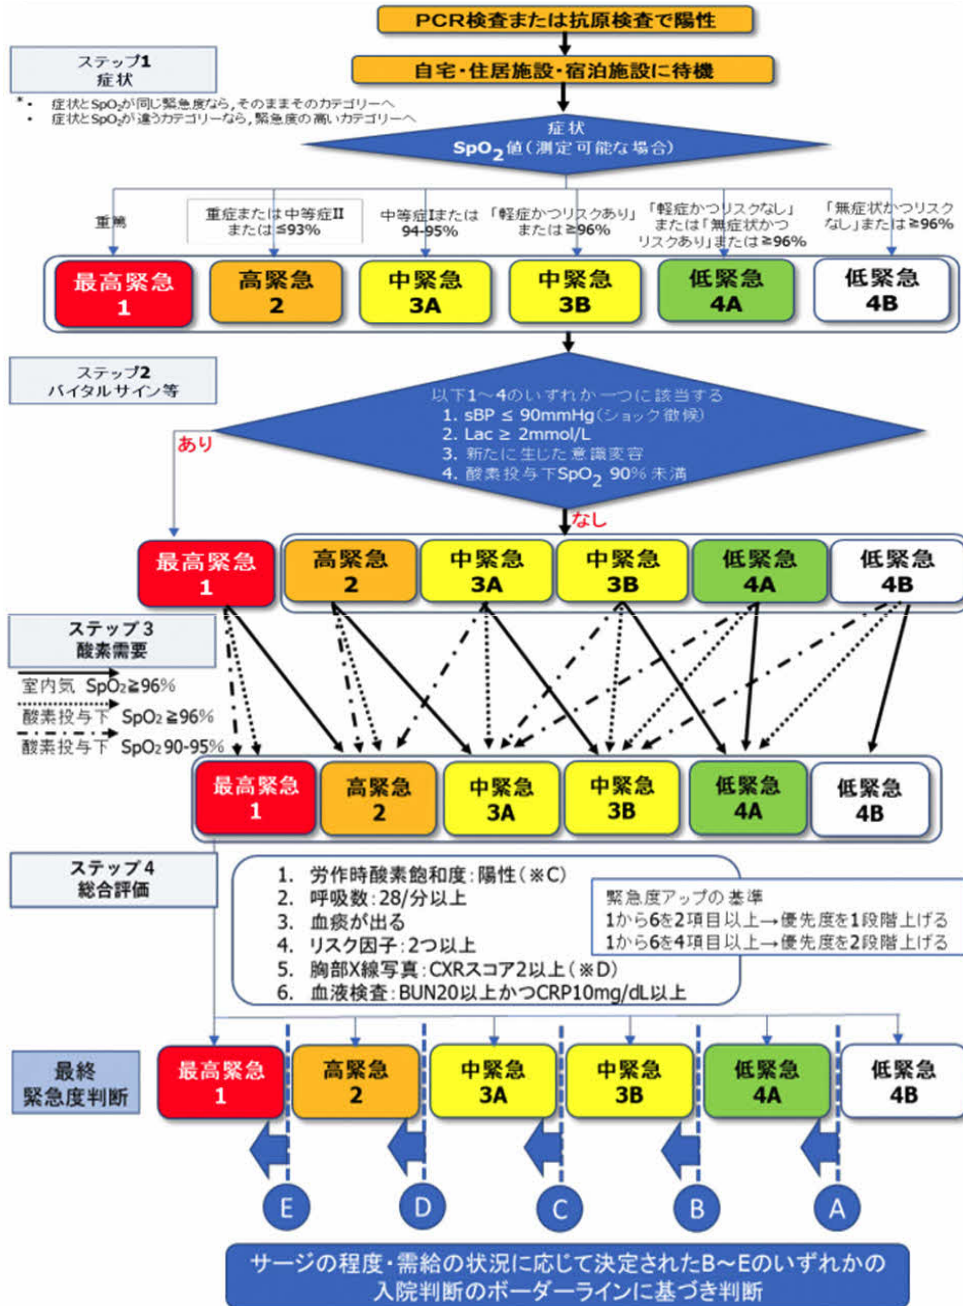 PCR検査または抗原検査で陽性
ステップ1
症状
自宅・住居施設・宿泊施設に待機
*・ 症状とSpO₂が同じ緊急度なら,そのままそのカテゴリーへ
・ 症状とSpO₂が違うカテゴリーなら,緊急度の高いカテゴリーへ
症状
SpO₂値(測定可能な場合)
重篤
重症または中等症II
または≦93%
中等症Iまたは
94-95%
「軽症かつリスクあり」
または≧96%
「軽症かつリスクなし」
または「無症状かつ
リスクあり」または≧96%
「無症状かつリスク
なし」または≧96%
最高緊急
1
高緊急
2
中緊急
3A
中緊急
3B
低緊急
4A
低緊急
4B
ステップ2
バイタルサイン等
以下1～4のいずれか一つに該当する
1. sBP ≤ 90mmHg(ショック徴候)
2. Lac ≥ 2mmol/L
3. 新たに生じた意識変容
4. 酸素投与下SpO₂ 90%未満
あり
なし
最高緊急
1
高緊急
2
中緊急
3A
中緊急
3B
低緊急
4A
低緊急
4B
ステップ3
酸素需要
室内気 SpO₂≧96%
酸素投与下 SpO₂≧96%
酸素投与下 SpO₂90-95%
最高緊急
1
高緊急
2
中緊急
3A
中緊急
3B
低緊急
4A
低緊急
4B
ステップ4
総合評価
1. 労作時酸素飽和度:陽性(※C)
2. 呼吸数:28/分以上
3. 血痰が出る
4. リスク因子:2つ以上
5. 胸部X線写真:CXRスコア2以上(※D)
6. 血液検査:BUN20以上かつCRP10mg/dL以上
緊急度アップの基準
1から6を2項目以上→優先度を1段階上げる
1から6を4項目以上→優先度を2段階上げる
最終
緊急度判断
最高緊急
1
高緊急
2
中緊急
3A
中緊急
3B
低緊急
4A
低緊急
4B
E
D
C
B
A
サージの程度・需給の状況に応じて決定されたB～Eのいずれかの
入院判断のボーダーラインに基づき判断